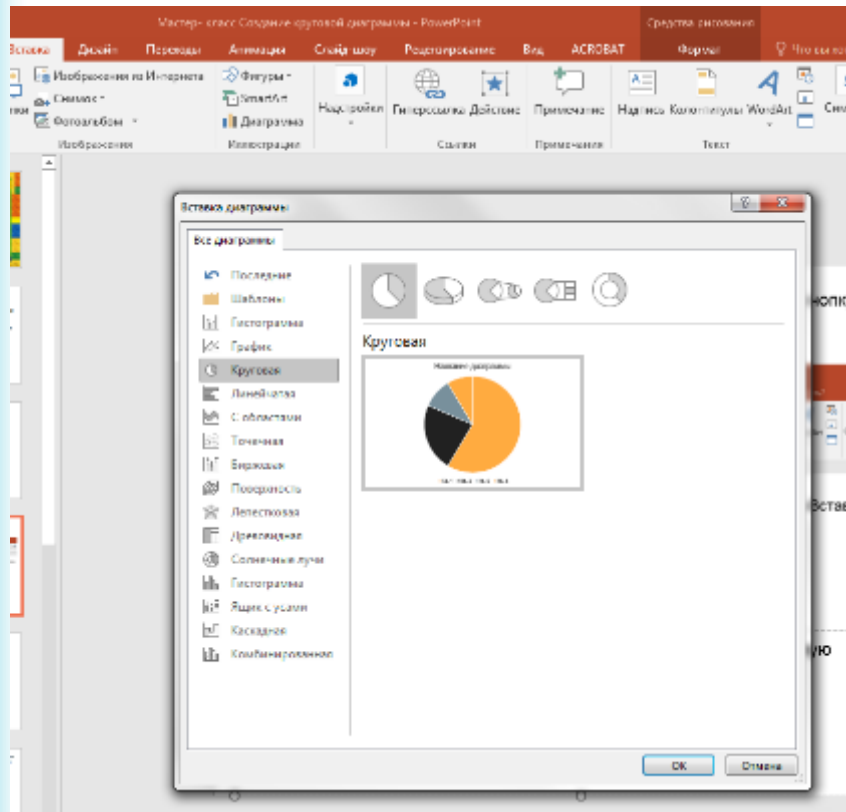 Мастер- класс Создание круговой диаграммы - PowerPoint
Средства рисования
Вставка Дизайн Переходы Анимация Слайд-шоу Рецензирование Вид ACROBAT Формат Что вы
Изображения из Интернета
Снимок
Фотоальбом
Изображения
Фигуры
SmartArt
Диаграмма
Иллюстрации
Надстройки
Гиперссылка Действие
Ссылки
Примечание
Примечания
Надпись Колонтитулы WordArt
Текст
Вставка диаграммы
Все диаграммы
Последние
Шаблоны
Гистограмма
График
Круговая
Линейчатая
С областями
Точечная
Биржевая
Поверхность
Лепестковая
Древовидная
Солнечные лучи
Гистограмма
Ящик с усами
Каскадная
Комбинированная
Круговая
Название диаграммы
ОК
Отмена